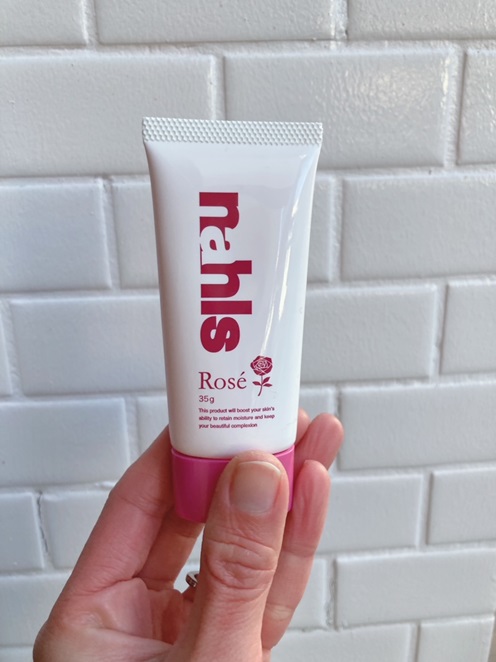 nahls
Rosé
35g
This product will boost your skin's
ability to retain moisture and keep
your beautiful complexion